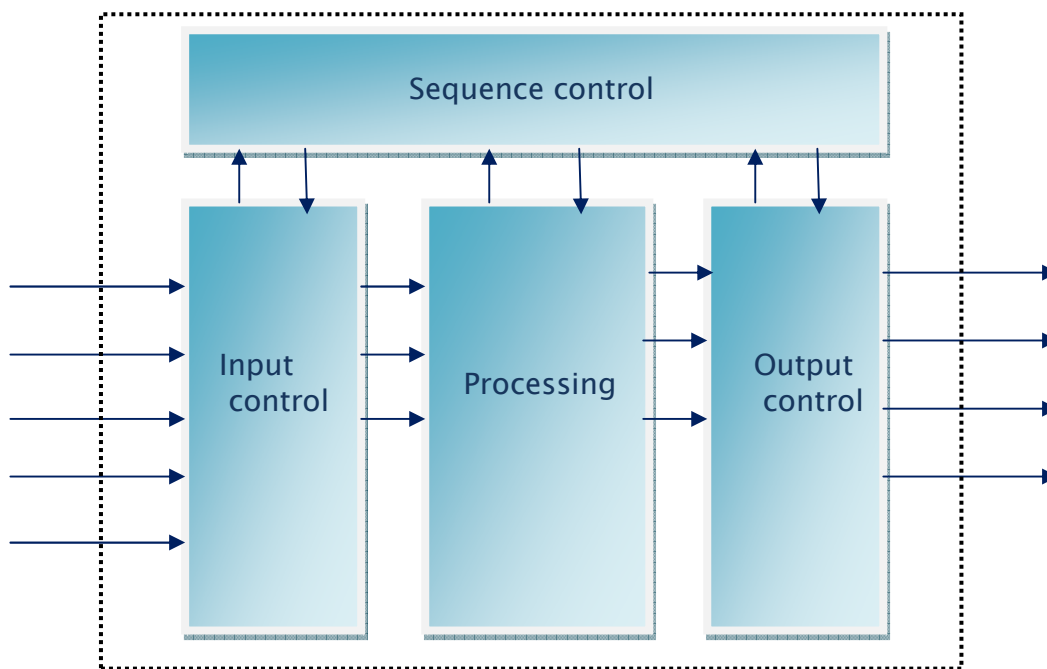 Sequence control
Input
control
Processing
Output
control